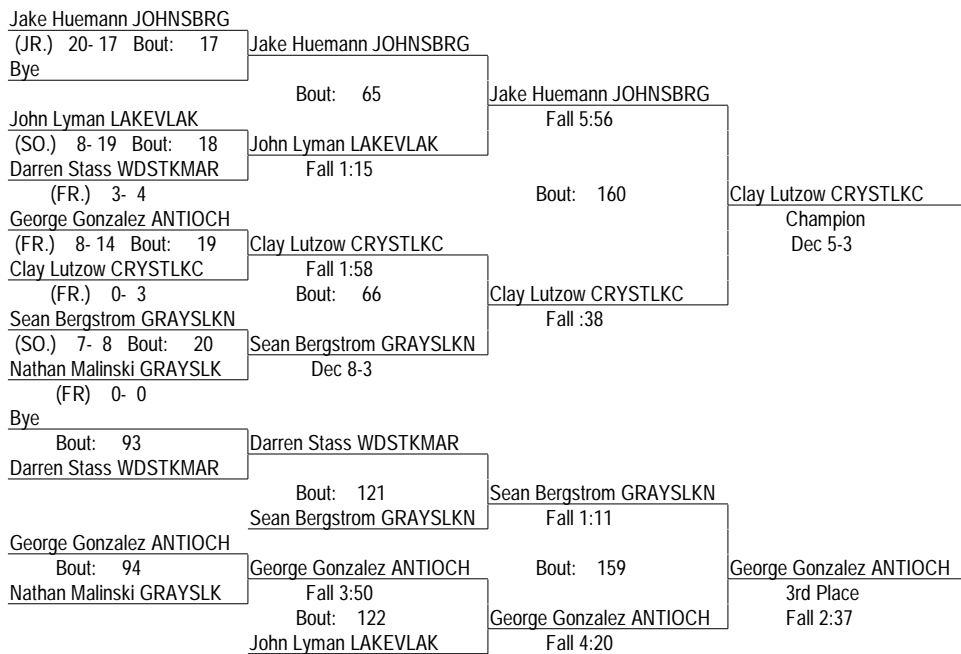 Jake Huemann JOHNSBRG
(JR.) 20- 17 Bout: 17 Jake Huemann JOHNSBRG
Bye
Bout: 65 Jake Huemann JOHNSBRG
John Lyman LAKEVLAK Fall 5:56
(SO.) 8- 19 Bout: 18 John Lyman LAKEVLAK
Darren Stass WDSTKMAR Fall 1:15
(FR.) 3- 4 Bout: 160 Clay Lutzow CRYSTLKC
George Gonzalez ANTIOCH Champion
(FR.) 8- 14 Bout: 19 Clay Lutzow CRYSTLKC Dec 5-3
Clay Lutzow CRYSTLKC Fall 1:58
(FR.) 0- 3 Bout: 66 Clay Lutzow CRYSTLKC
Sean Bergstrom GRAYSLKN Fall :38
(SO.) 7- 8 Bout: 20 Sean Bergstrom GRAYSLKN
Nathan Malinski GRAYSLK Dec 8-3
(FR) 0- 0
Bye
Bout: 93 Darren Stass WDSTKMAR
Darren Stass WDSTKMAR
Bout: 121 Sean Bergstrom GRAYSLKN
Sean Bergstrom GRAYSLKN Fall 1:11
George Gonzalez ANTIOCH
Bout: 94 George Gonzalez ANTIOCH Bout: 159 George Gonzalez ANTIOCH
Nathan Malinski GRAYSLK Fall 3:50 3rd Place
Bout: 122 George Gonzalez ANTIOCH Fall 2:37
John Lyman LAKEVLAK Fall 4:20